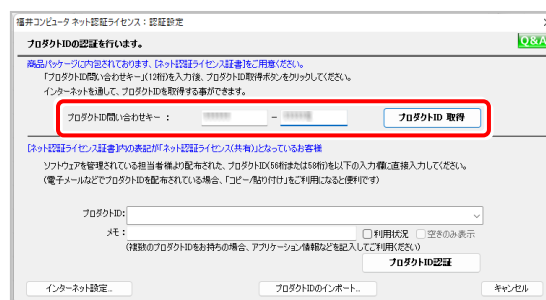 福井コンピュータ ネット認証ライセンス：認証設定
プロダクトIDの認証を行います。
Q&A
商品パッケージに内包されております、[ネット認証ライセンス証書]をご用意ください。
「プロダクトID問い合わせキー」(12桁)を入力後、プロダクトID取得ボタンをクリックしてください。
インターネットを通して、プロダクトIDを取得する事ができます。
プロダクトID問い合わせキー ： - プロダクトID 取得
[ネット認証ライセンス証書]内の表記が「ネット認証ライセンス(共有)」となっているお客様
ソフトウェアを管理されている担当者様より配布された、プロダクトID(56桁または58桁)を以下の入力欄に直接入力してください。
(電子メールなどでプロダクトIDを配布されている場合、「コピー/貼り付け」をご利用になると便利です)
プロダクトID:
メモ：
利用状況 空きのみ表示
(複数のプロダクトIDをお持ちの場合、アプリケーション情報などを記入してご利用ください)
プロダクトID認証
インターネット設定... プロダクトIDのインポート... キャンセル